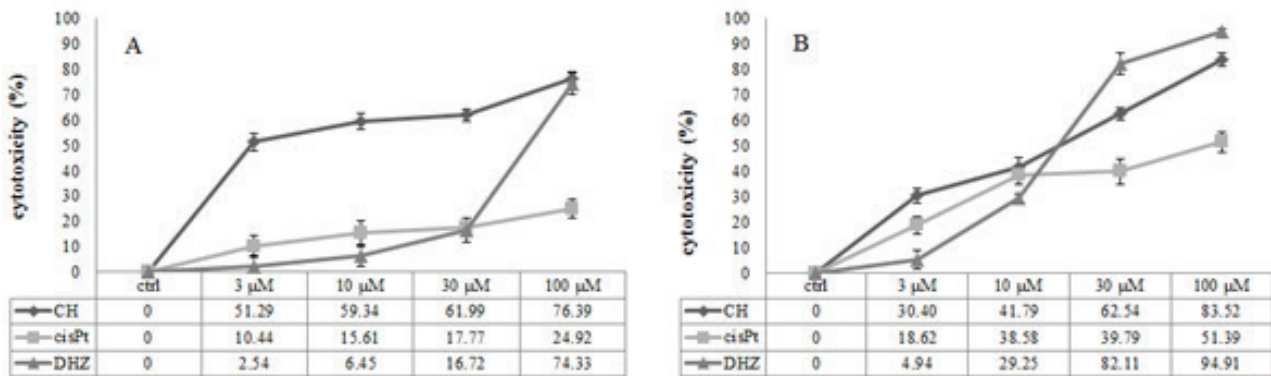 A
cytotoxicity (%)
100
90
80
70
60
50
40
30
20
10
0
ctrl 3 µM 10 µM 30 µM 100 µM
CH 0 51.29 59.34 61.99 76.39
cisPt 0 10.44 15.61 17.77 24.92
DHZ 0 2.54 6.45 16.72 74.33
B
cytotoxicity (%)
100
90
80
70
60
50
40
30
20
10
0
ctrl 3 µM 10 µM 30 µM 100 µM
CH 0 30.40 41.79 62.54 83.52
cisPt 0 18.62 38.58 39.79 51.39
DHZ 0 4.94 29.25 82.11 94.91